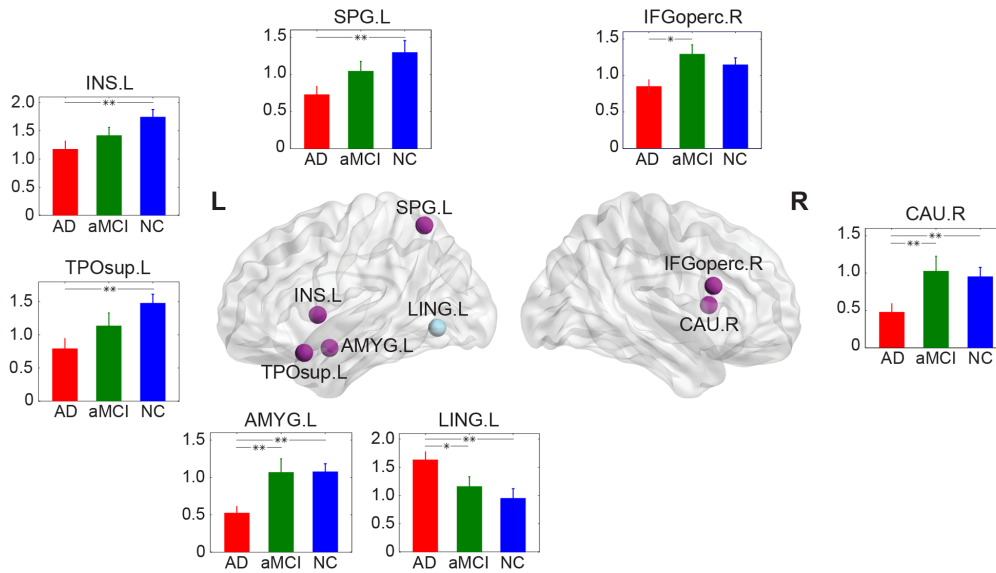 SPG.L
**
1.5
1.0
0.5
0
AD aMCI NC
IFGoperc.R
*
1.5
1.0
0.5
0
AD aMCI NC
INS.L
**
2.0
1.5
1.0
0.5
0
AD aMCI NC
L
SPG.L
INS.L
LING.L
AMYG.L
TPOsup.L
R
IFGoperc.R
CAU.R
CAU.R
**
**
1.5
1.0
0.5
0
AD aMCI NC
TPOsup.L
**
1.5
1.0
0.5
0
AD aMCI NC
AMYG.L
**
**
1.5
1.0
0.5
0
AD aMCI NC
LING.L
**
*
2.0
1.5
1.0
0.5
0
AD aMCI NC